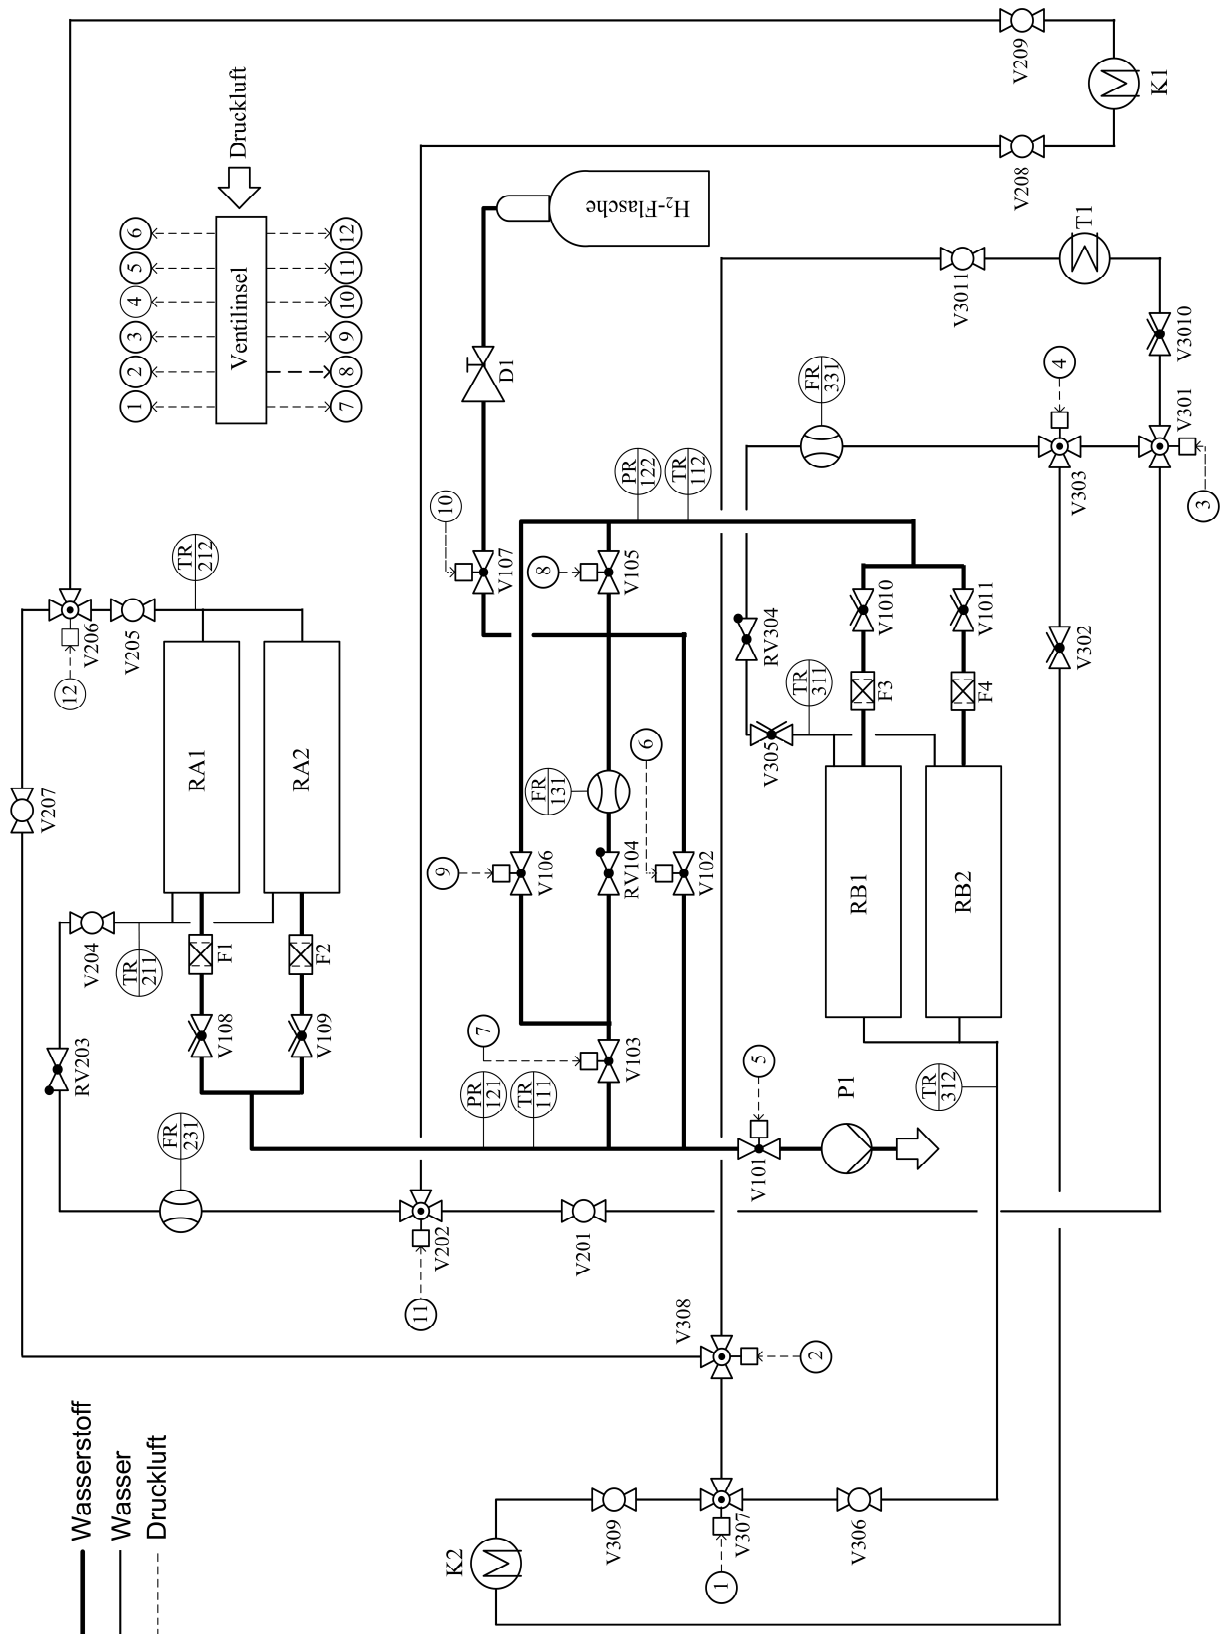 Wasserstoff
Wasser
Druckluft
K2
V309
V307
1
V306
V308
2
RV203
FR
231
V204
TR
211
V202
11
V201
V207
V108
V109
F1
F2
RA1
RA2
V206
12
V205
TR
212
Ventilinsel
Druckluft
1
2
3
4
5
6
7
8
9
10
11
12
PR
121
TR
111
7
V103
V101
5
P1
TR
312
9
V106
RV104
FR
131
6
V102
10
V107
8
V105
D1
H₂-Flasche
PR
122
TR
112
RB1
RB2
F3
F4
V1010
V1011
V305
TR
311
RV304
V302
FR
331
V303
4
V301
3
V3010
V3011
T1
V208
V209
K1